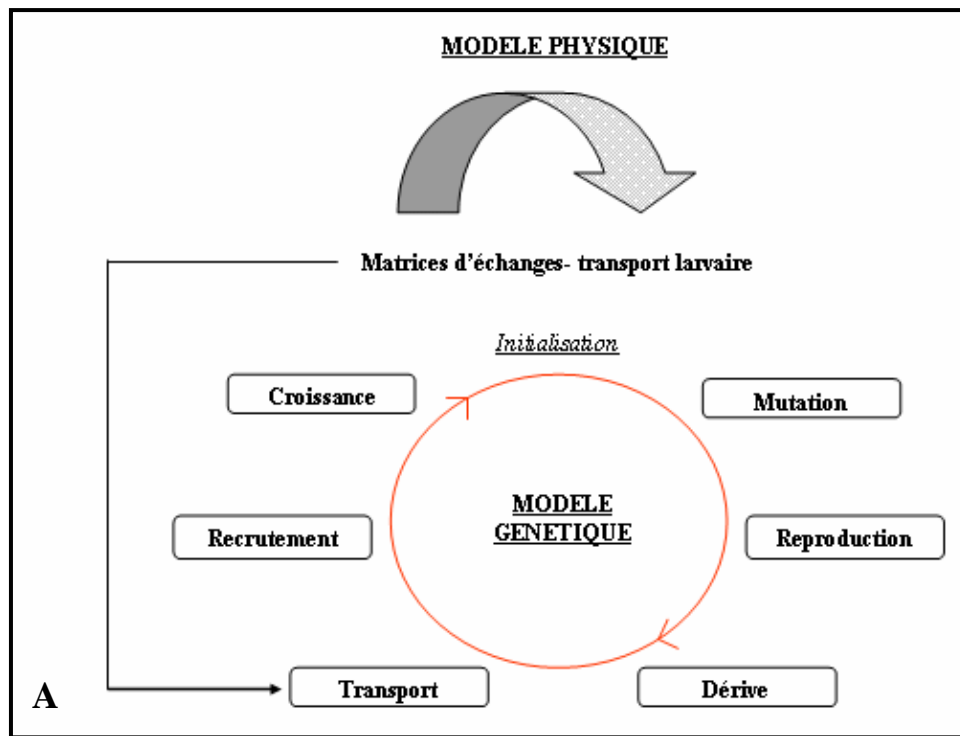 MODELE PHYSIQUE
Matrices d'échanges- transport larvaire
Initialisation
Croissance
Mutation
MODELE
GENETIQUE
Recrutement
Reproduction
Transport
Dérive
A